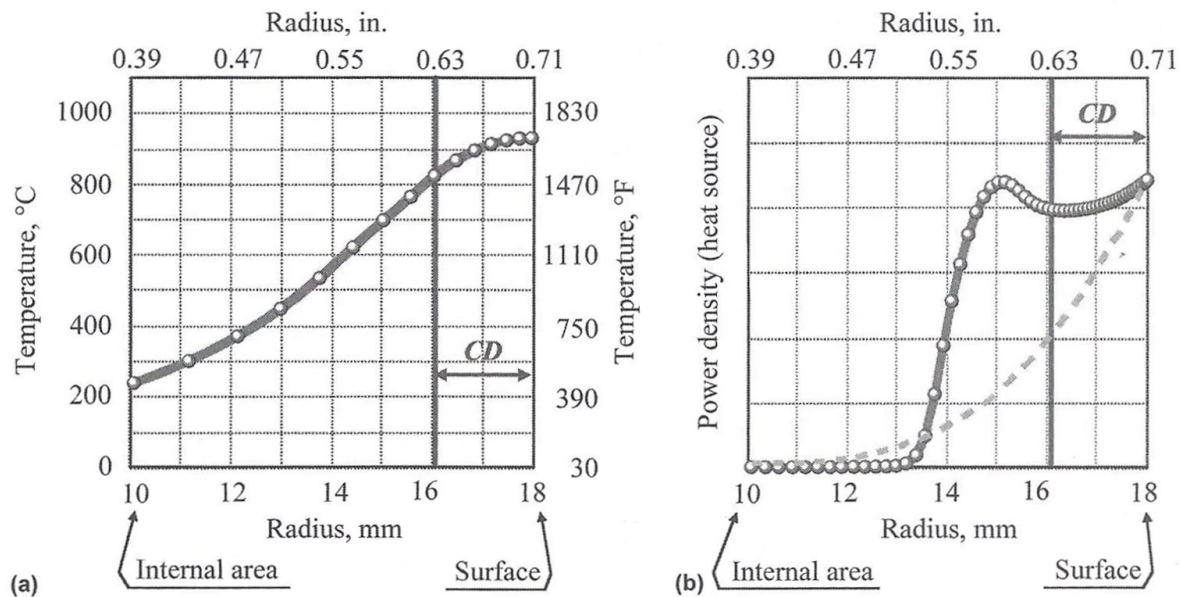 Radius, in.
0.39 0.47 0.55 0.63 0.71
1000 1830
800 1470
600 1110
400 750
200 390
0 30
Temperature, °C
Temperature, °F
CD
10 12 14 16 18
Radius, mm
Internal area Surface
(a)
Radius, in.
0.39 0.47 0.55 0.63 0.71
Power density (heat source)
CD
10 12 14 16 18
Radius, mm
Internal area Surface
(b)